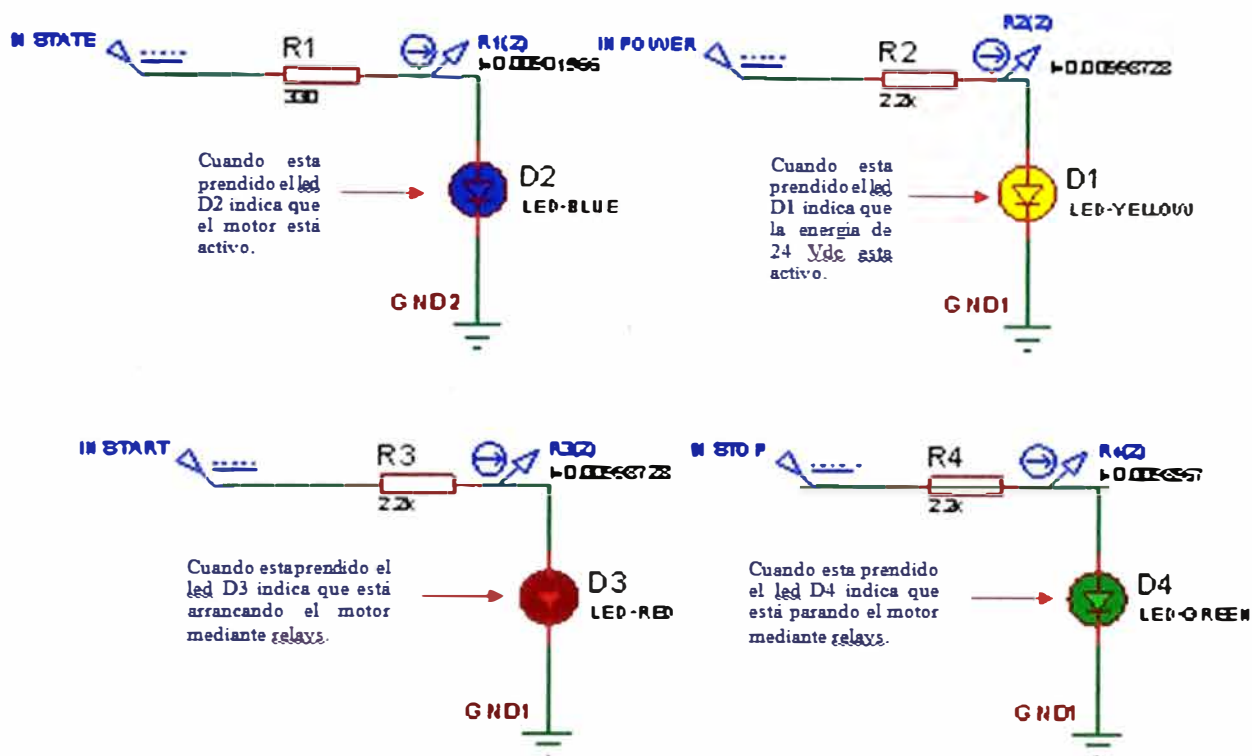 IN STATE
R1
R1(2)
330
Cuando esta
prendido el led
D2 indica que
el motor está
activo.
D2
LED-BLUE
GND2
IN POWER
R2
R2(2)
2.2k
Cuando esta
prendido el led
D1 indica que
la energia de
24 Vdc esta
activo.
D1
LED-YELLOW
GND1
IN START
R3
R3(2)
2.2k
Cuando esta prendido el
led D3 indica que está
arrancando el motor
mediante relays.
D3
LED-RED
GND1
IN STOP
R4
R4(2)
2.2k
Cuando esta prendido
el led D4 indica que
está parando el motor
mediante relays.
D4
LED-GREEN
GND1